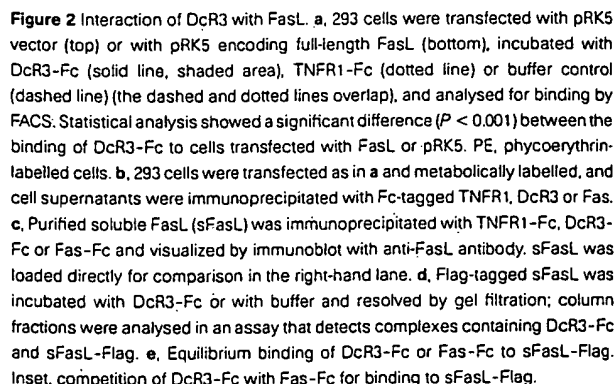 Figure 2 Interaction of DcR3 with FasL. a, 293 cells were transfected with pRK5
vector (top) or with pRK5 encoding full-length FasL (bottom), incubated with
DcR3-Fc (solid line, shaded area), TNFR1-Fc (dotted line) or buffer control
(dashed line) (the dashed and dotted lines overlap), and analysed for binding by
FACS. Statistical analysis showed a significant difference (P < 0.001) between the
binding of DcR3-Fc to cells transfected with FasL or pRK5. PE, phycoerythrin-
labelled cells. b, 293 cells were transfected as in a and metabolically labelled, and
cell supernatants were immunoprecipitated with Fc-tagged TNFR1, DcR3 or Fas.
c, Purified soluble FasL (sFasL) was immunoprecipitated with TNFR1-Fc, DcR3-
Fc or Fas-Fc and visualized by immunoblot with anti-FasL antibody. sFasL was
loaded directly for comparison in the right-hand lane. d, Flag-tagged sFasL was
incubated with DcR3-Fc or with buffer and resolved by gel filtration; column
fractions were analysed in an assay that detects complexes containing DcR3-Fc
and sFasL-Flag. e, Equilibrium binding of DcR3-Fc or Fas-Fc to sFasL-Flag.
Inset, competition of DcR3-Fc with Fas-Fc for binding to sFasL-Flag.